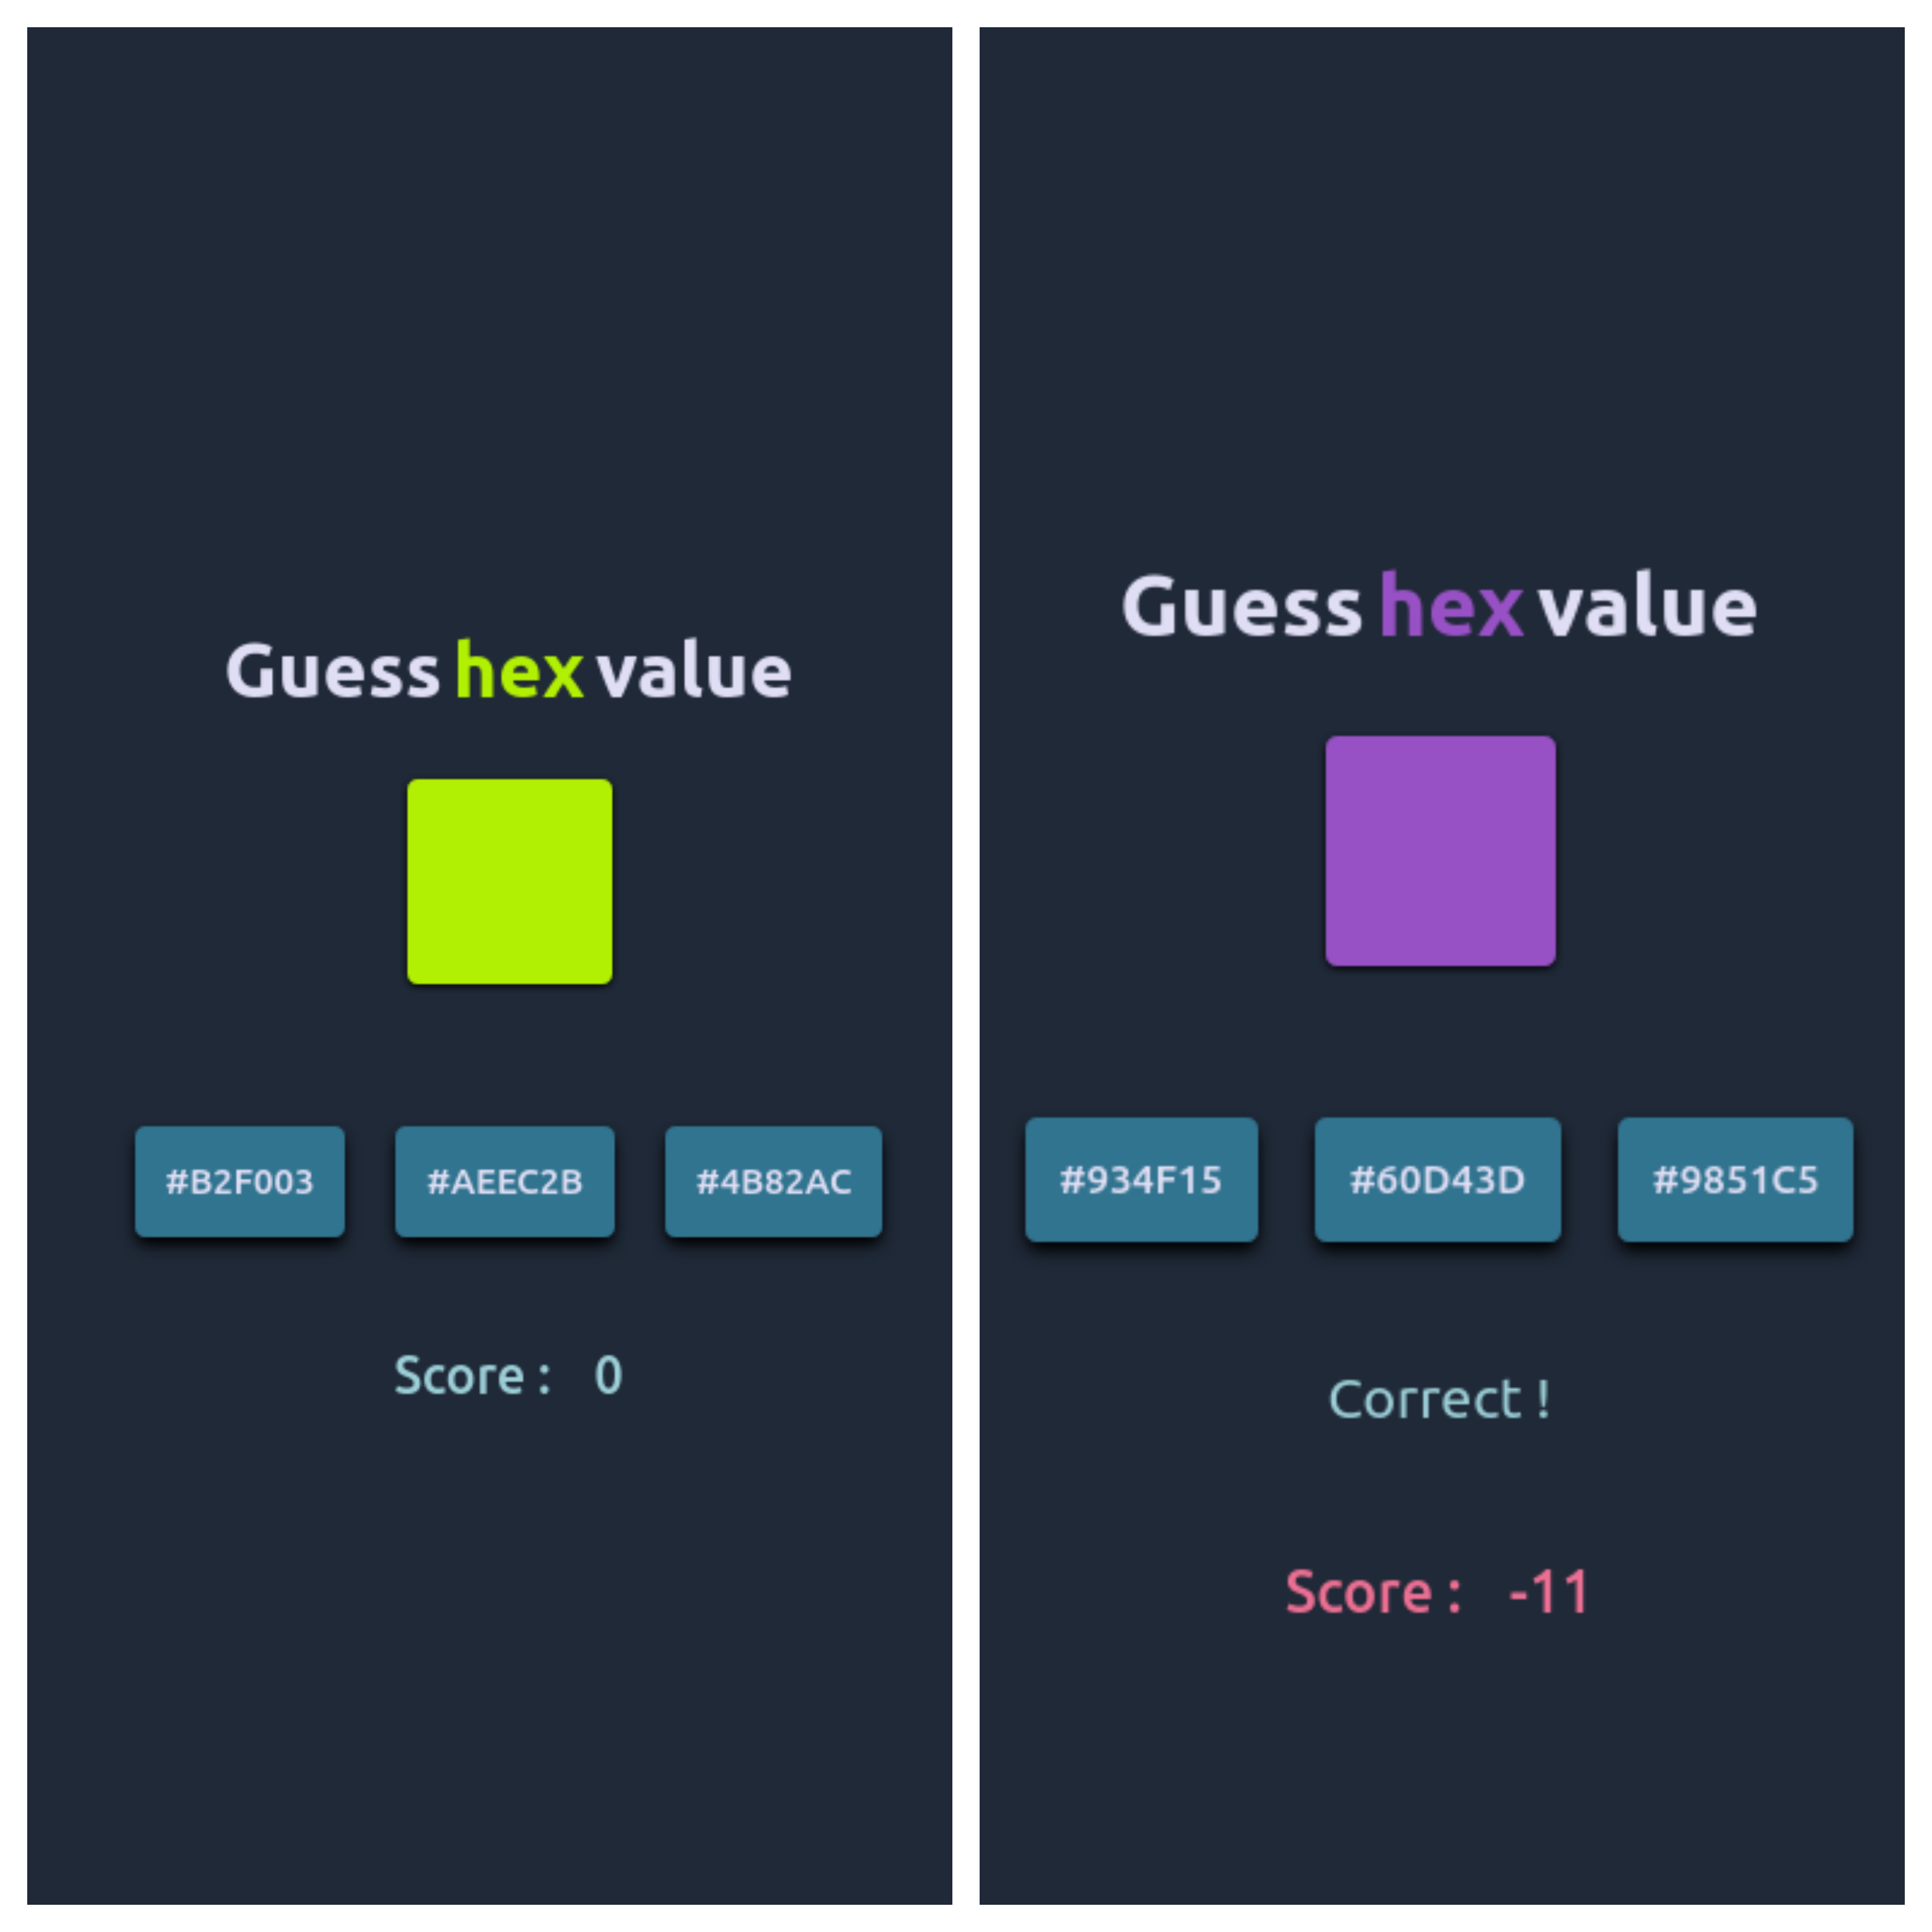 Guess hex value
#B2F003 #AEEC2B #4B82AC
Score : 0
Guess hex value
#934F15 #60D43D #9851C5
Correct !
Score : -11